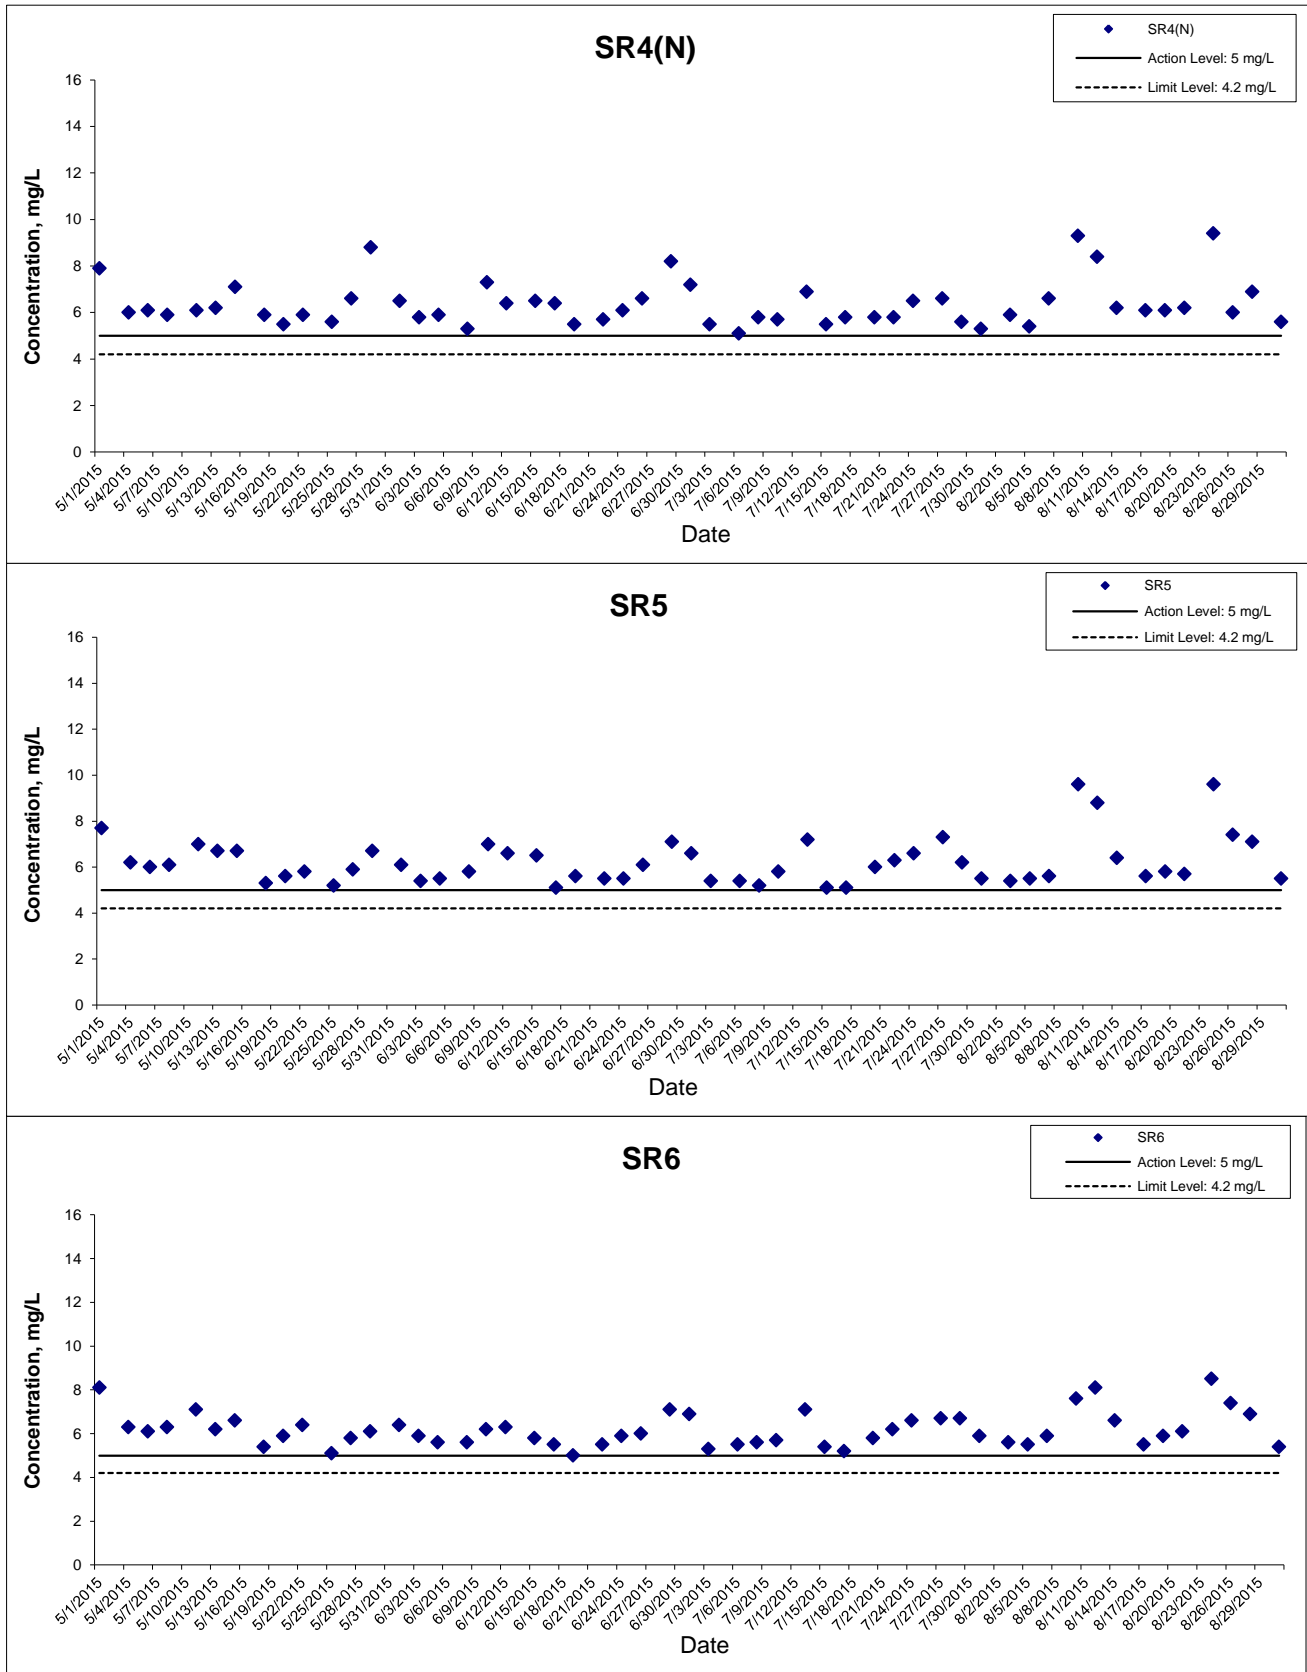 SR4(N)
SR4(N)
Action Level: 5 mg/L
Limit Level: 4.2 mg/L
Concentration, mg/L
16
14
12
10
8
6
4
2
0
5/1/2015 5/4/2015 5/7/2015 5/10/2015 5/13/2015 5/16/2015 5/19/2015 5/22/2015 5/25/2015 5/28/2015 5/31/2015 6/3/2015 6/6/2015 6/9/2015 6/12/2015 6/15/2015 6/18/2015 6/21/2015 6/24/2015 6/27/2015 6/30/2015 7/3/2015 7/6/2015 7/9/2015 7/12/2015 7/15/2015 7/18/2015 7/21/2015 7/24/2015 7/27/2015 7/30/2015 8/2/2015 8/5/2015 8/8/2015 8/11/2015 8/14/2015 8/17/2015 8/20/2015 8/23/2015 8/26/2015 8/29/2015
Date
SR5
SR5
Action Level: 5 mg/L
Limit Level: 4.2 mg/L
Concentration, mg/L
16
14
12
10
8
6
4
2
0
5/1/2015 5/4/2015 5/7/2015 5/10/2015 5/13/2015 5/16/2015 5/19/2015 5/22/2015 5/25/2015 5/28/2015 5/31/2015 6/3/2015 6/6/2015 6/9/2015 6/12/2015 6/15/2015 6/18/2015 6/21/2015 6/24/2015 6/27/2015 6/30/2015 7/3/2015 7/6/2015 7/9/2015 7/12/2015 7/15/2015 7/18/2015 7/21/2015 7/24/2015 7/27/2015 7/30/2015 8/2/2015 8/5/2015 8/8/2015 8/11/2015 8/14/2015 8/17/2015 8/20/2015 8/23/2015 8/26/2015 8/29/2015
Date
SR6
SR6
Action Level: 5 mg/L
Limit Level: 4.2 mg/L
Concentration, mg/L
16
14
12
10
8
6
4
2
0
5/1/2015 5/4/2015 5/7/2015 5/10/2015 5/13/2015 5/16/2015 5/19/2015 5/22/2015 5/25/2015 5/28/2015 5/31/2015 6/3/2015 6/6/2015 6/9/2015 6/12/2015 6/15/2015 6/18/2015 6/21/2015 6/24/2015 6/27/2015 6/30/2015 7/3/2015 7/6/2015 7/9/2015 7/12/2015 7/15/2015 7/18/2015 7/21/2015 7/24/2015 7/27/2015 7/30/2015 8/2/2015 8/5/2015 8/8/2015 8/11/2015 8/14/2015 8/17/2015 8/20/2015 8/23/2015 8/26/2015 8/29/2015
Date